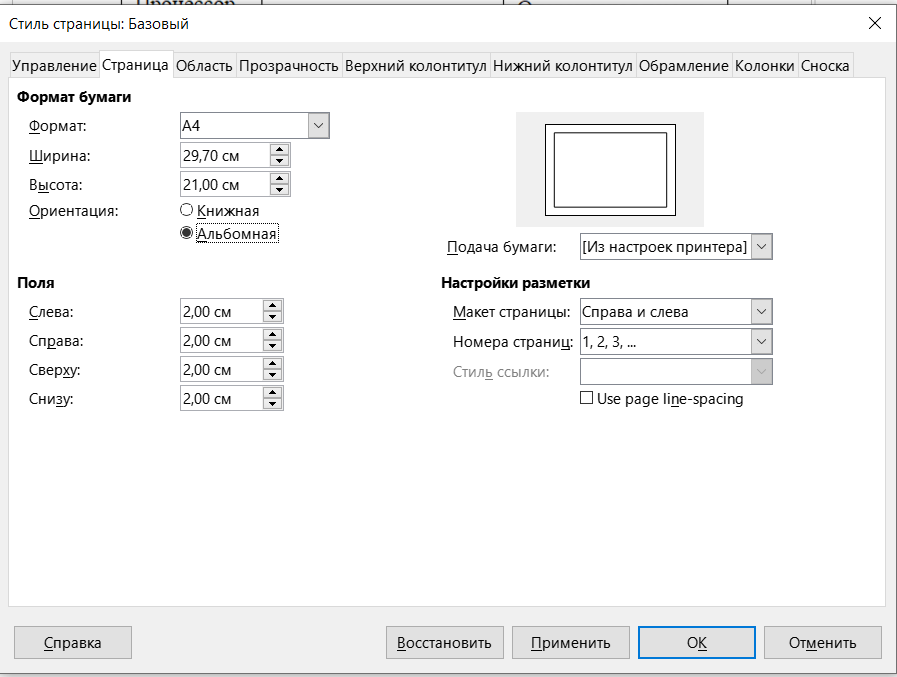 Процессор
Стиль страницы: Базовый
Управление Страница Область Прозрачность Верхний колонтитул Нижний колонтитул Обрамление Колонки Сноска
Формат бумаги
Формат: A4
Ширина: 29,70 см
Высота: 21,00 см
Ориентация: Книжная
Альбомная
Подача бумаги: [Из настроек принтера]
Поля
Настройки разметки
Слева: 2,00 см
Макет страницы: Справа и слева
Справа: 2,00 см
Номера страниц: 1, 2, 3, ...
Сверху: 2,00 см
Стиль ссылки:
Снизу: 2,00 см
Use page line-spacing
Справка Восстановить Применить OK Отменить